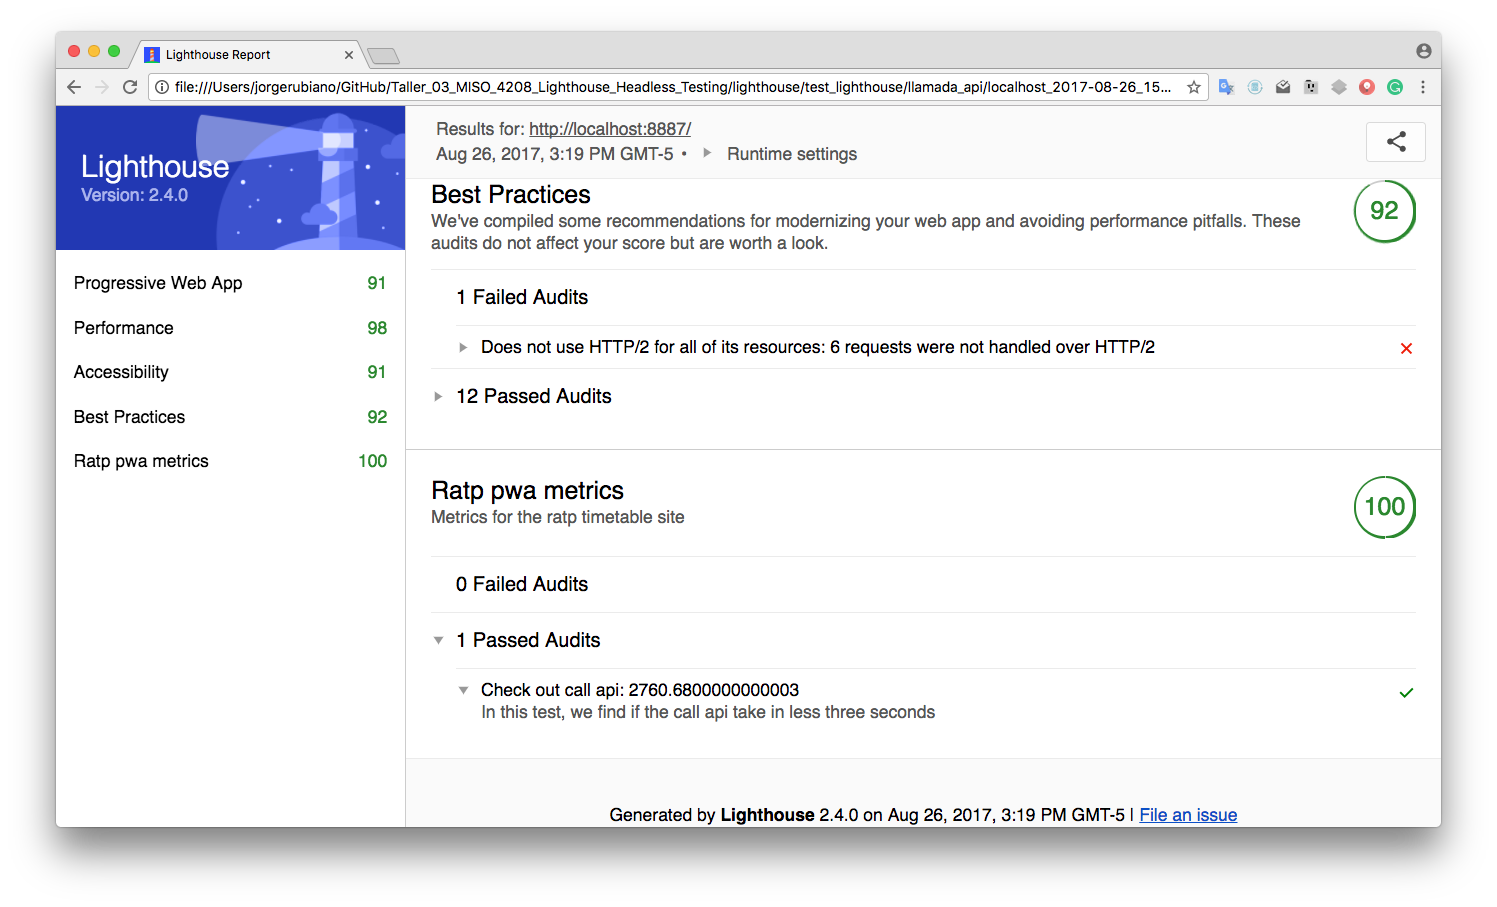 Lighthouse Report
file:///Users/jorgerubiano/GitHub/Taller_03_MISO_4208_Lighthouse_Headless_Testing/lighthouse/test_lighthouse/llamada_api/localhost_2017-08-26_15...
Lighthouse
Version: 2.4.0
Progressive Web App 91
Performance 98
Accessibility 91
Best Practices 92
Ratp pwa metrics 100
Results for: http://localhost:8887/
Aug 26, 2017, 3:19 PM GMT-5 • Runtime settings
Best Practices
92
We've compiled some recommendations for modernizing your web app and avoiding performance pitfalls. These
audits do not affect your score but are worth a look.
1 Failed Audits
Does not use HTTP/2 for all of its resources: 6 requests were not handled over HTTP/2
12 Passed Audits
Ratp pwa metrics
100
Metrics for the ratp timetable site
0 Failed Audits
1 Passed Audits
Check out call api: 2760.6800000000003
In this test, we find if the call api take in less three seconds
Generated by Lighthouse 2.4.0 on Aug 26, 2017, 3:19 PM GMT-5 | File an issue